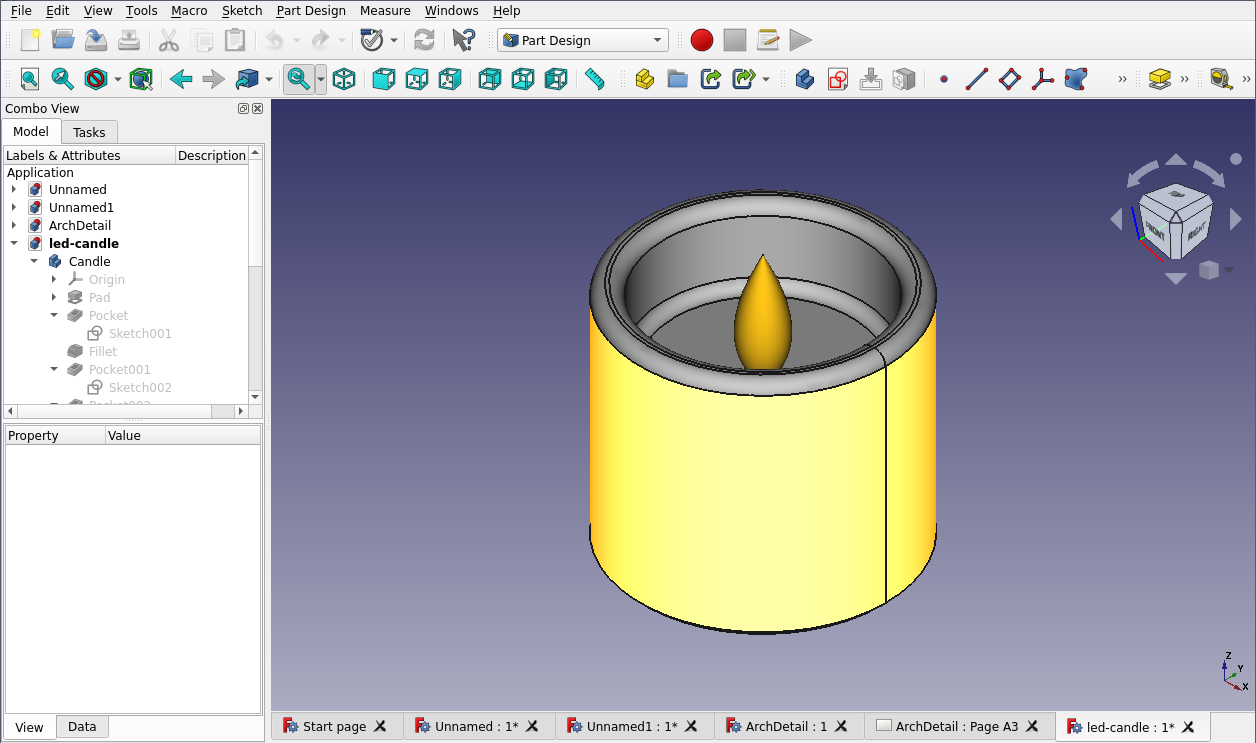 File Edit View Tools Macro Sketch Part Design Measure Windows Help
Part Design
Combo View
Model Tasks
Labels & Attributes Description
Application
Unnamed
Unnamed1
ArchDetail
led-candle
Candle
Origin
Pad
Pocket
Sketch001
Fillet
Pocket001
Sketch002
Property Value
View Data
FRONT RIGHT
Z
Y
X
Start page Unnamed : 1* Unnamed1 : 1* ArchDetail : 1 ArchDetail : Page A3 led-candle : 1*